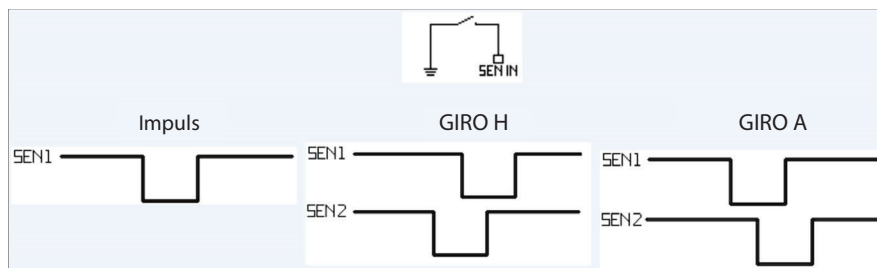 SEN IN
Impuls
GIRO H
GIRO A
SEN1
SEN1
SEN2
SEN1
SEN2